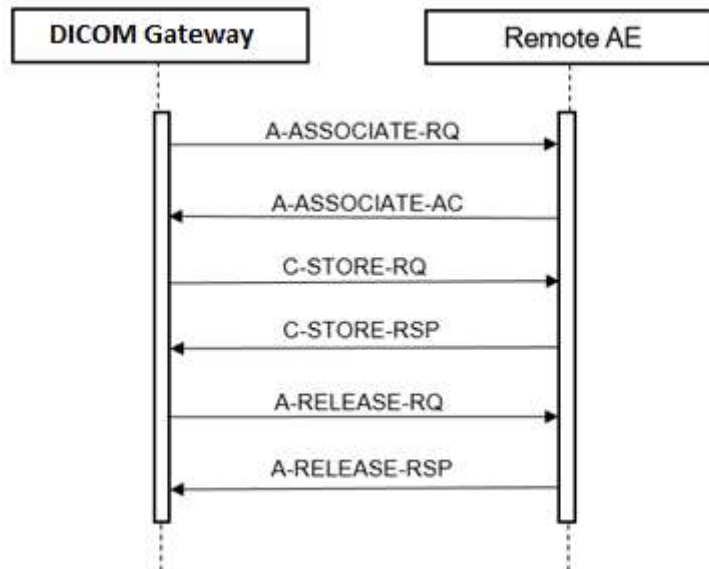 DICOM Gateway
Remote AE
A-ASSOCIATE-RQ
A-ASSOCIATE-AC
C-STORE-RQ
C-STORE-RSP
A-RELEASE-RQ
A-RELEASE-RSP